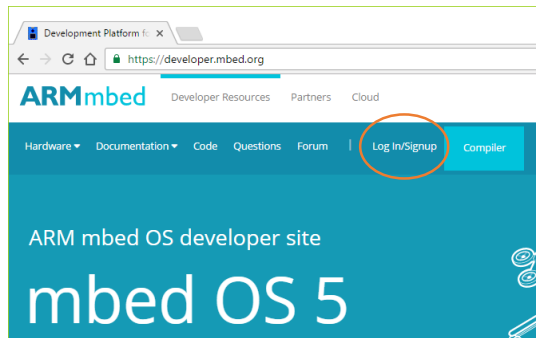 Development Platform fo
https://developer.mbed.org
ARMmbed Developer Resources Partners Cloud
Hardware Documentation Code Questions Forum | Log In/Signup Compiler
ARM mbed OS developer site
mbed OS 5